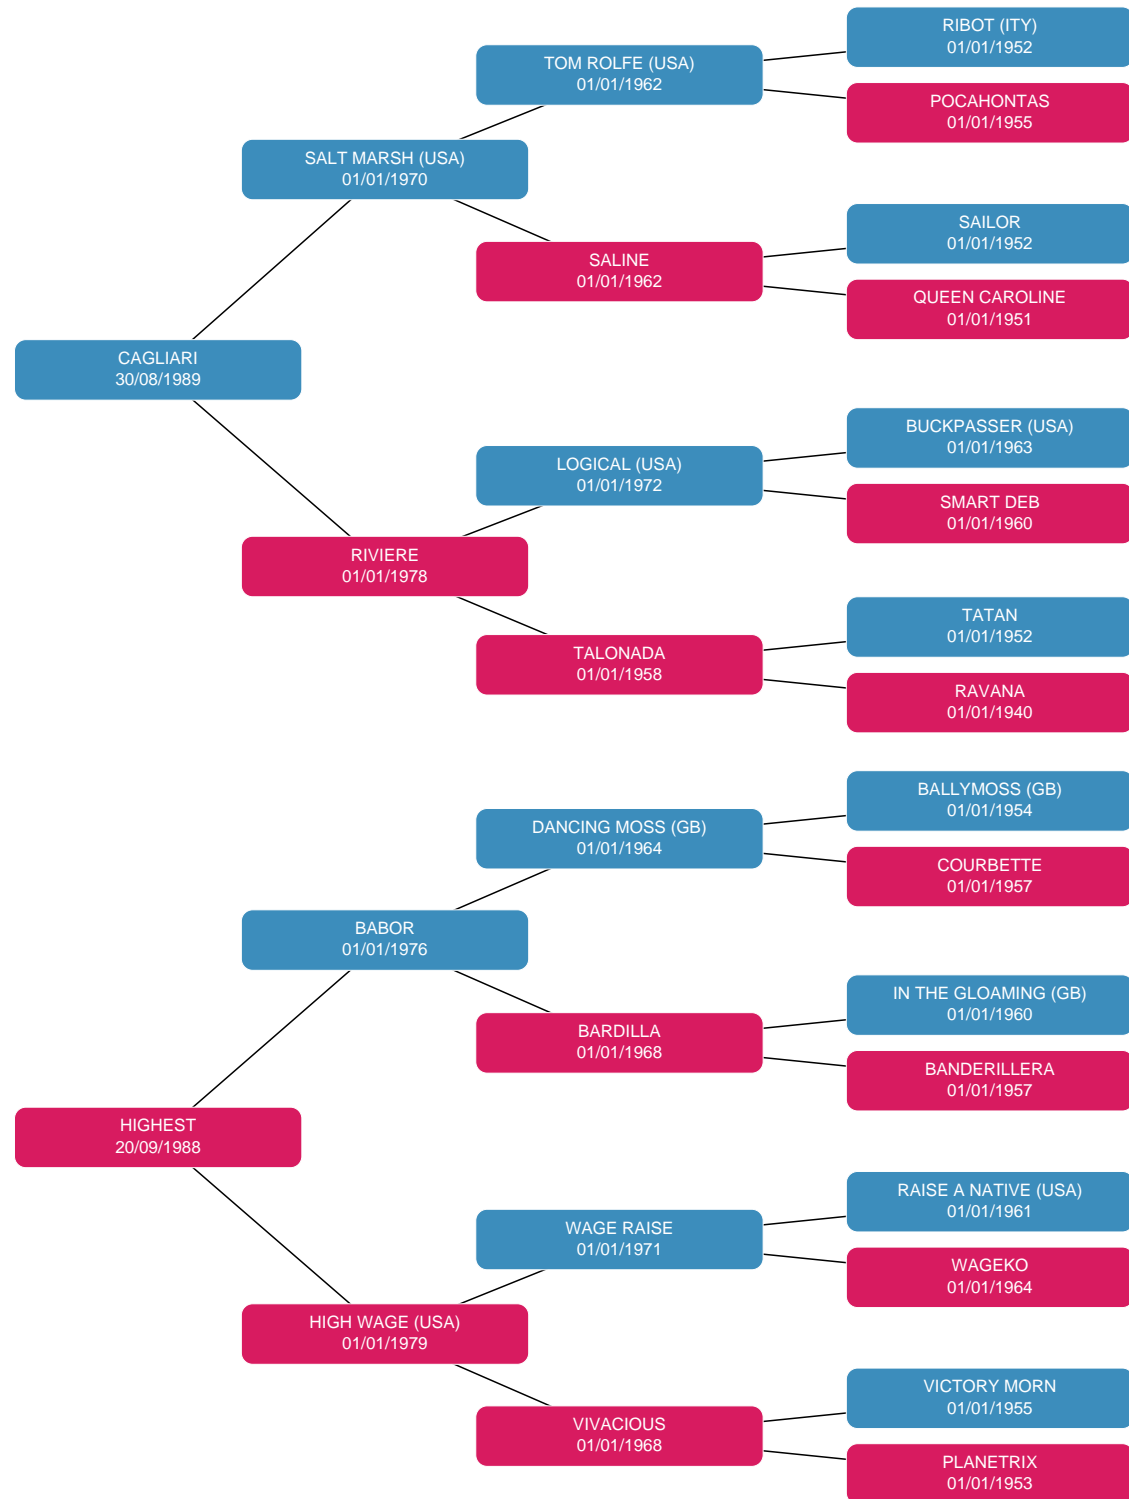 RIBOT (ITY)
01/01/1952
TOM ROLFE (USA)
01/01/1962
POCAHONTAS
01/01/1955
SALT MARSH (USA)
01/01/1970
SAILOR
01/01/1952
SALINE
01/01/1962
QUEEN CAROLINE
01/01/1951
CAGLIARI
30/08/1989
BUCKPASSER (USA)
01/01/1963
LOGICAL (USA)
01/01/1972
SMART DEB
01/01/1960
RIVIERE
01/01/1978
TATAN
01/01/1952
TALONADA
01/01/1958
RAVANA
01/01/1940
BALLYMOSS (GB)
01/01/1954
DANCING MOSS (GB)
01/01/1964
COURBETTE
01/01/1957
BABOR
01/01/1976
IN THE GLOAMING (GB)
01/01/1960
BARDILLA
01/01/1968
BANDERILLERA
01/01/1957
HIGHEST
20/09/1988
RAISE A NATIVE (USA)
01/01/1961
WAGE RAISE
01/01/1971
WAGEKO
01/01/1964
HIGH WAGE (USA)
01/01/1979
VICTORY MORN
01/01/1955
VIVACIOUS
01/01/1968
PLANETRIX
01/01/1953